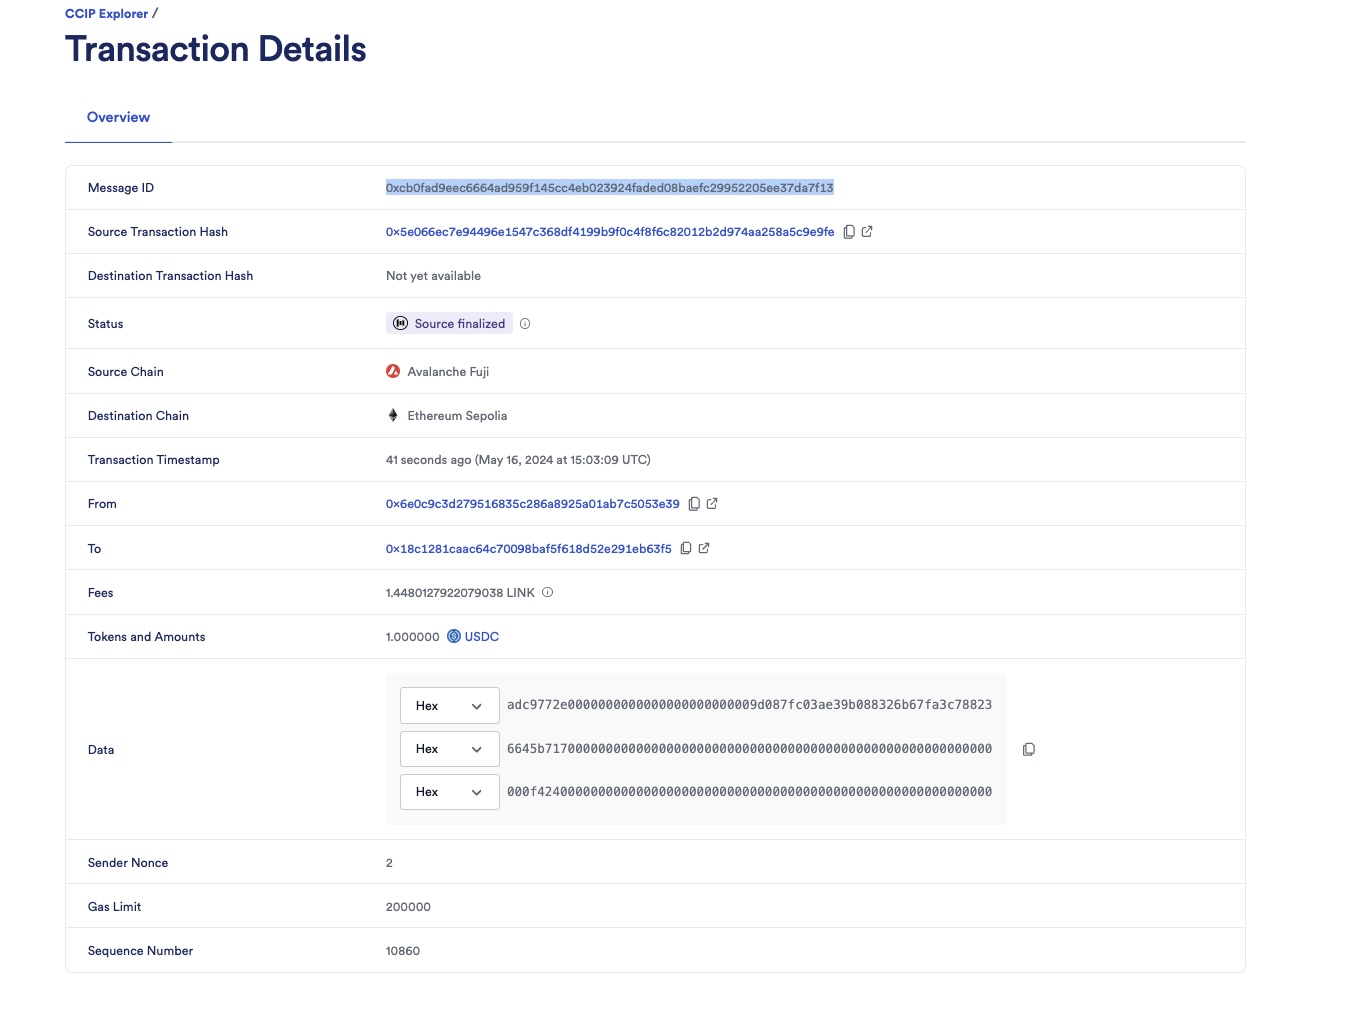 CCIP Explorer /
Transaction Details
Overview
Message ID 0xcb0fad9eec6664ad959f145cc4eb023924faded08baefc29952205ee37da7f13
Source Transaction Hash 0x5e066ec7e94496e1547c368df4199b9f0c4f8f6c82012b2d974aa258a5c9e9fe
Destination Transaction Hash Not yet available
Status Source finalized
Source Chain Avalanche Fuji
Destination Chain Ethereum Sepolia
Transaction Timestamp 41 seconds ago (May 16, 2024 at 15:03:09 UTC)
From 0x6e0c9c3d279516835c286a8925a01ab7c5053e39
To 0x18c1281caac64c70098baf5f618d52e291eb63f5
Fees 1.4480127922079038 LINK
Tokens and Amounts 1.000000 USDC
Data
Hex adc9772e0000000000000000000000009d087fc03ae39b088326b67fa3c78823
Hex 6645b71700000000000000000000000000000000000000000000000000000000
Hex 000f424000000000000000000000000000000000000000000000000000000000
Sender Nonce 2
Gas Limit 200000
Sequence Number 10860